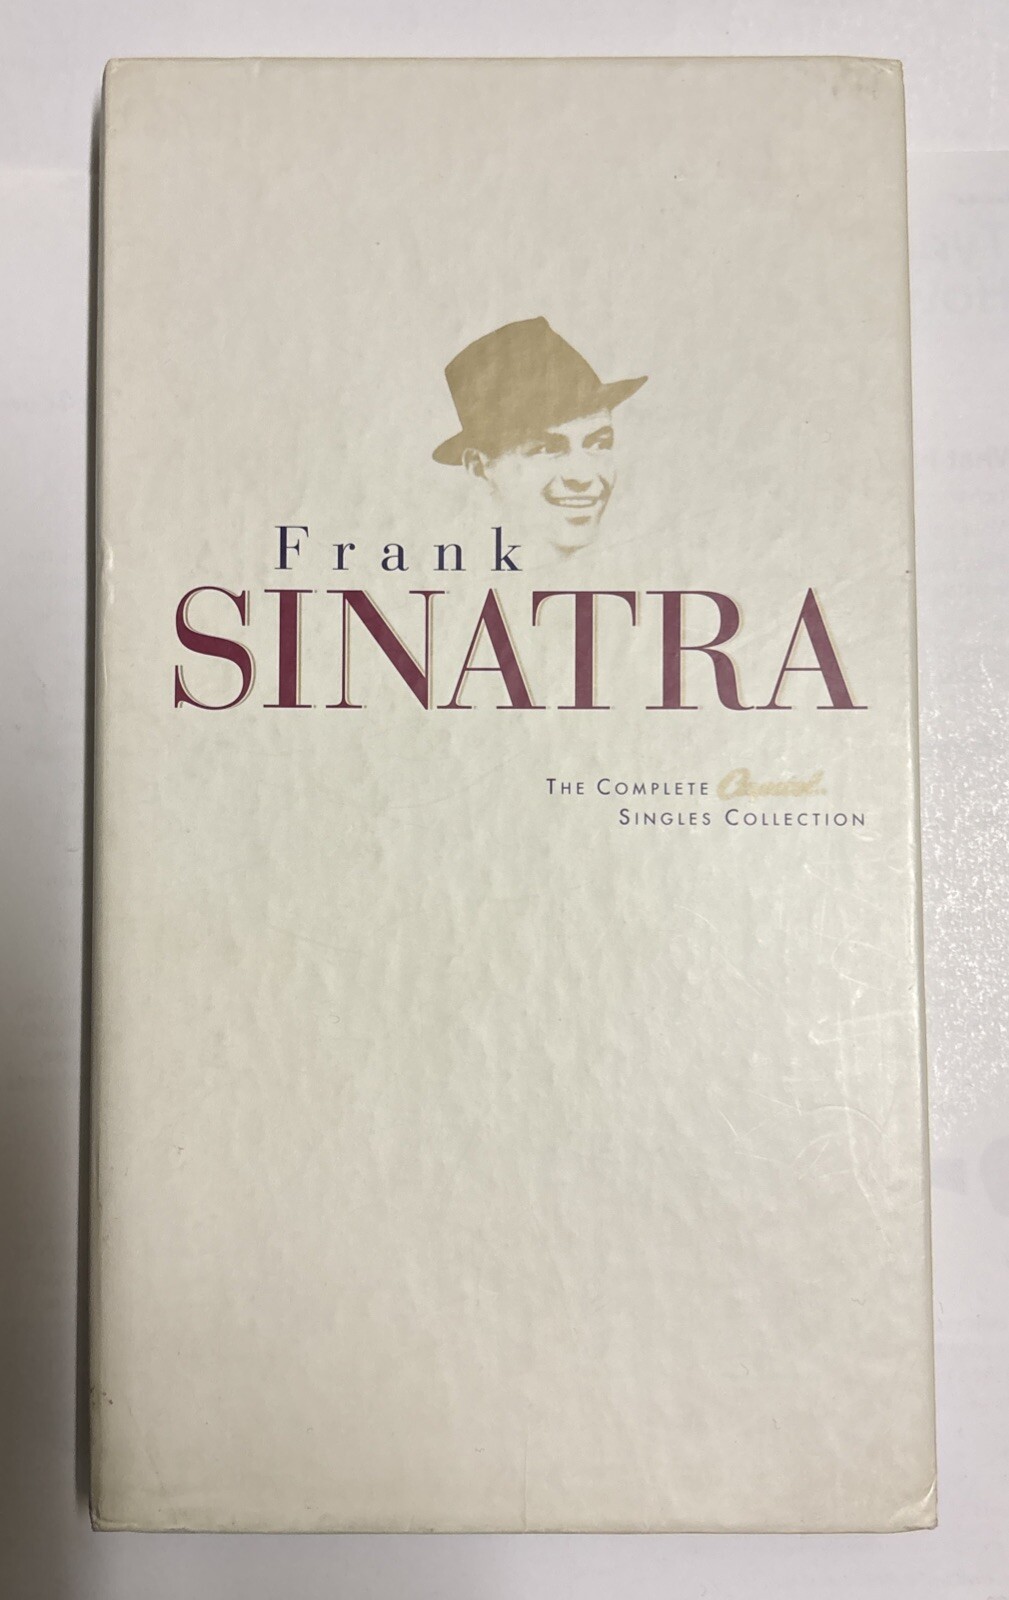 Frank
SINATRA
THE COMPLETE Capitol
SINGLES COLLECTION